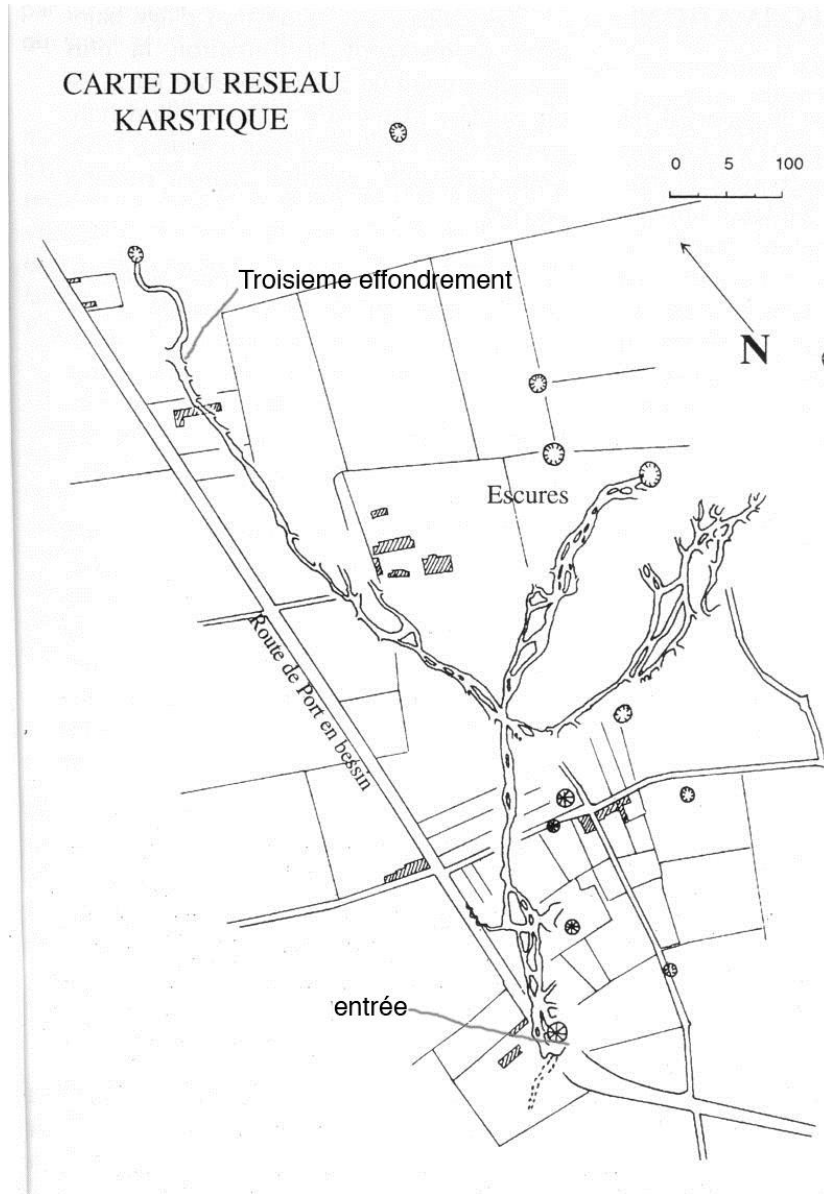 CARTE DU RESEAU
KARSTIQUE
0 5 100
Troisieme effondrement
N
Escures
Route de Port en bessin
entrée